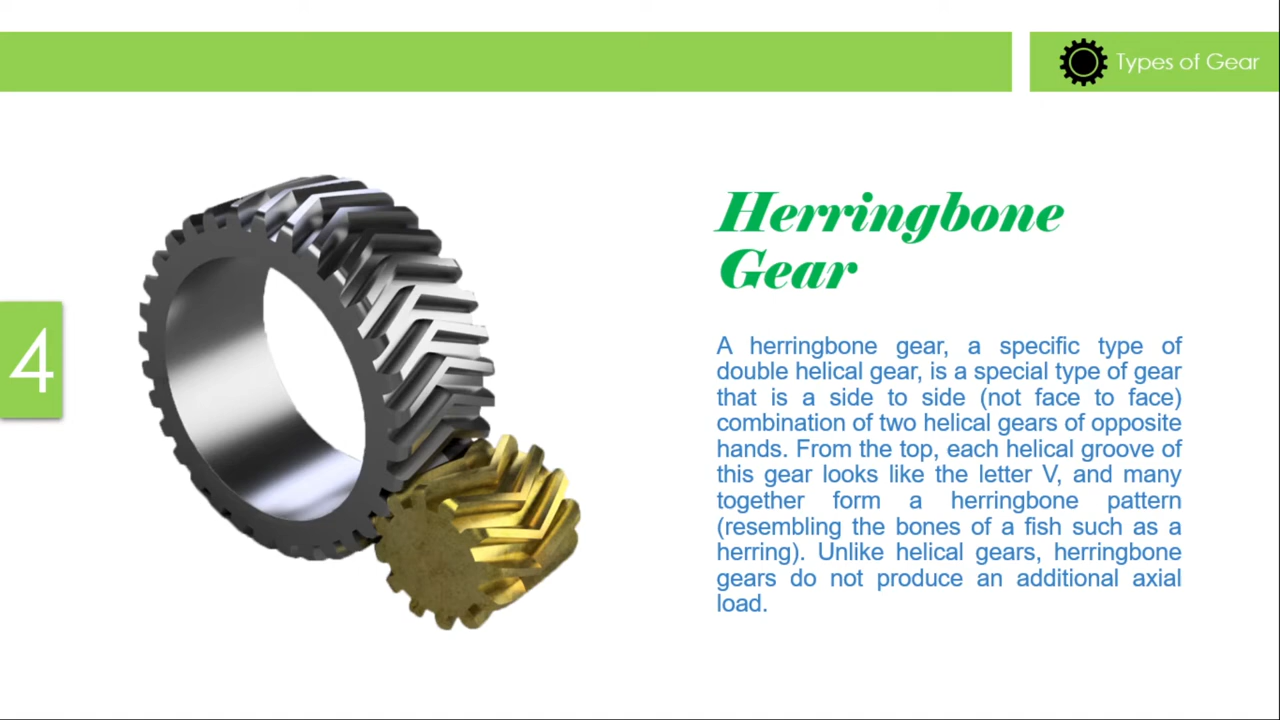 Types of Gear
Herringbone
Gear
4
A herringbone gear, a specific type of
double helical gear, is a special type of gear
that is a side to side (not face to face)
combination of two helical gears of opposite
hands. From the top, each helical groove of
this gear looks like the letter V, and many
together form a herringbone pattern
(resembling the bones of a fish such as a
herring). Unlike helical gears, herringbone
gears do not produce an additional axial
load.